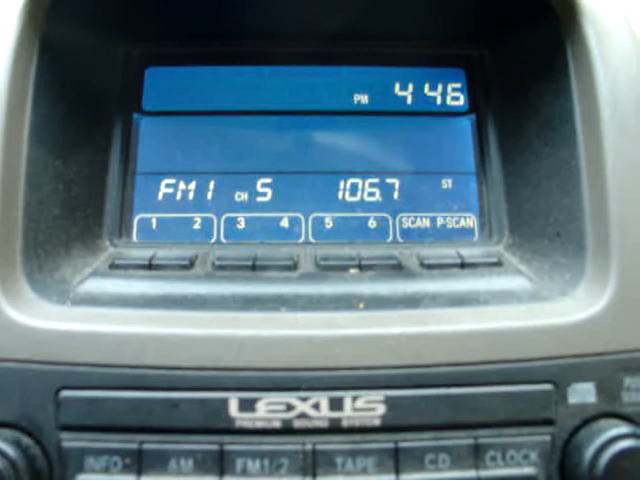 PM 4 46
FM1 CH 5 106.7 ST
1 2 3 4 5 6 SCAN P·SCAN
LEXUS
PREMIUM SOUND SYSTEM
INFO AM FM1/2 TAPE CD CLOCK